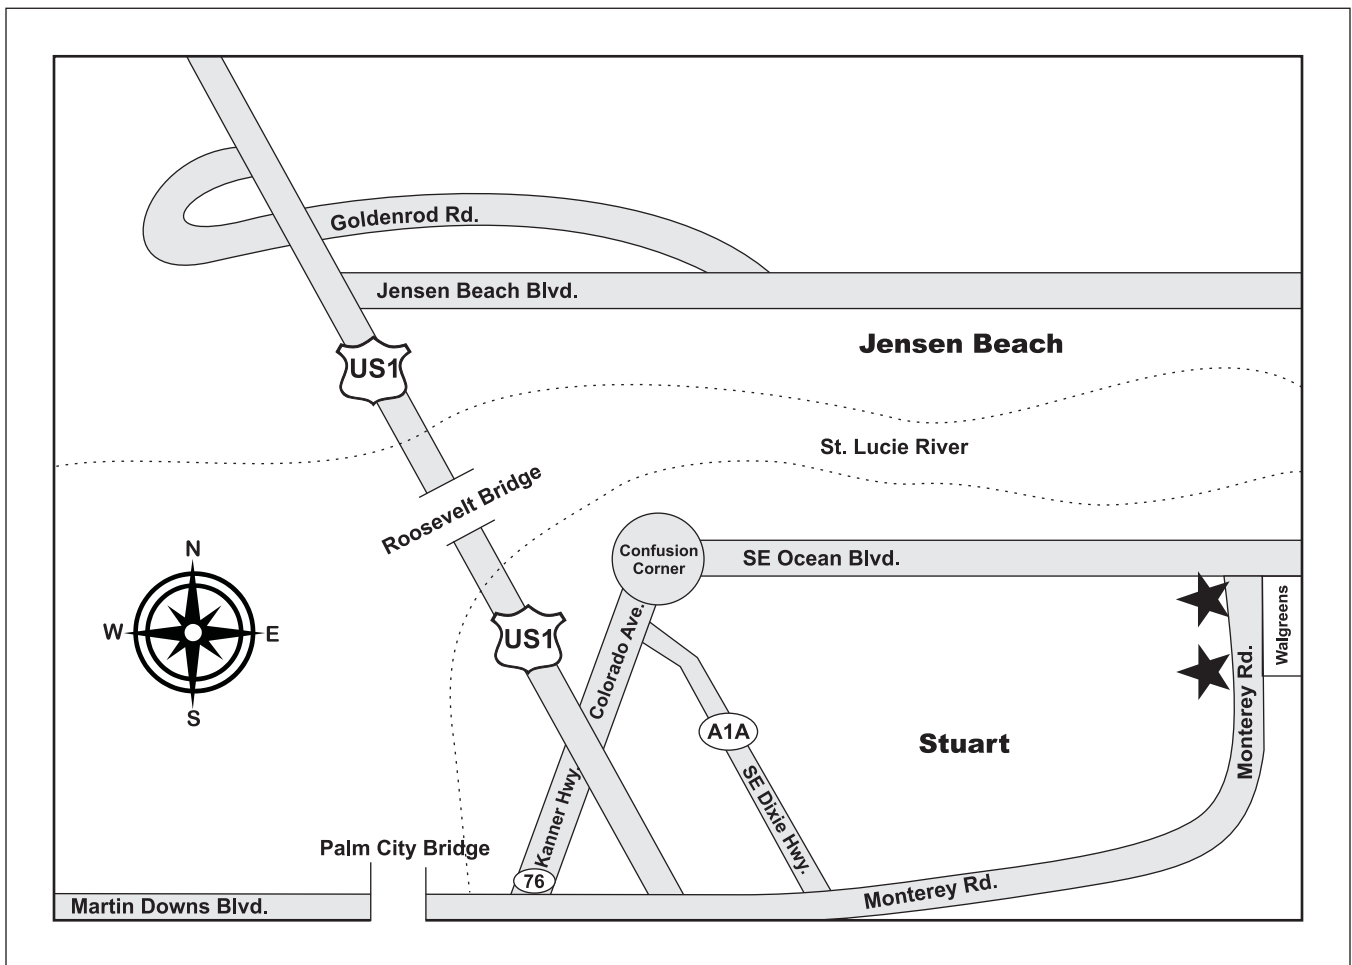 Goldenrod Rd.
Jensen Beach Blvd.
Jensen Beach
US1
St. Lucie River
Roosevelt Bridge
Confusion
Corner
SE Ocean Blvd.
N
W
E
S
US1
Colorado Ave.
Walgreens
Monterey Rd.
A1A
Stuart
SE Dixie Hwy.
Kanner Hwy.
Palm City Bridge
76
Monterey Rd.
Martin Downs Blvd.